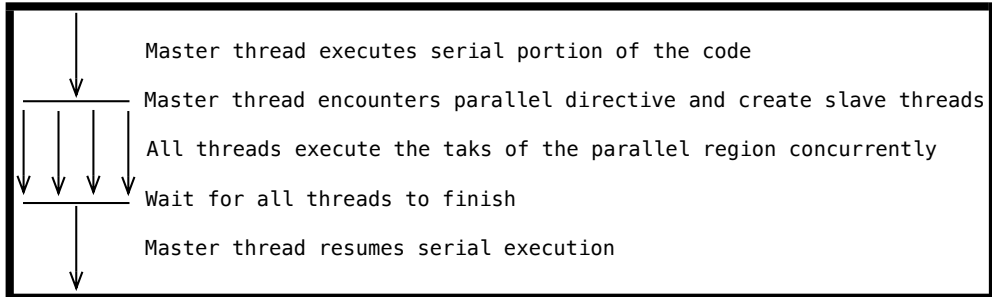 Master thread executes serial portion of the code
Master thread encounters parallel directive and create slave threads
All threads execute the taks of the parallel region concurrently
Wait for all threads to finish
Master thread resumes serial execution